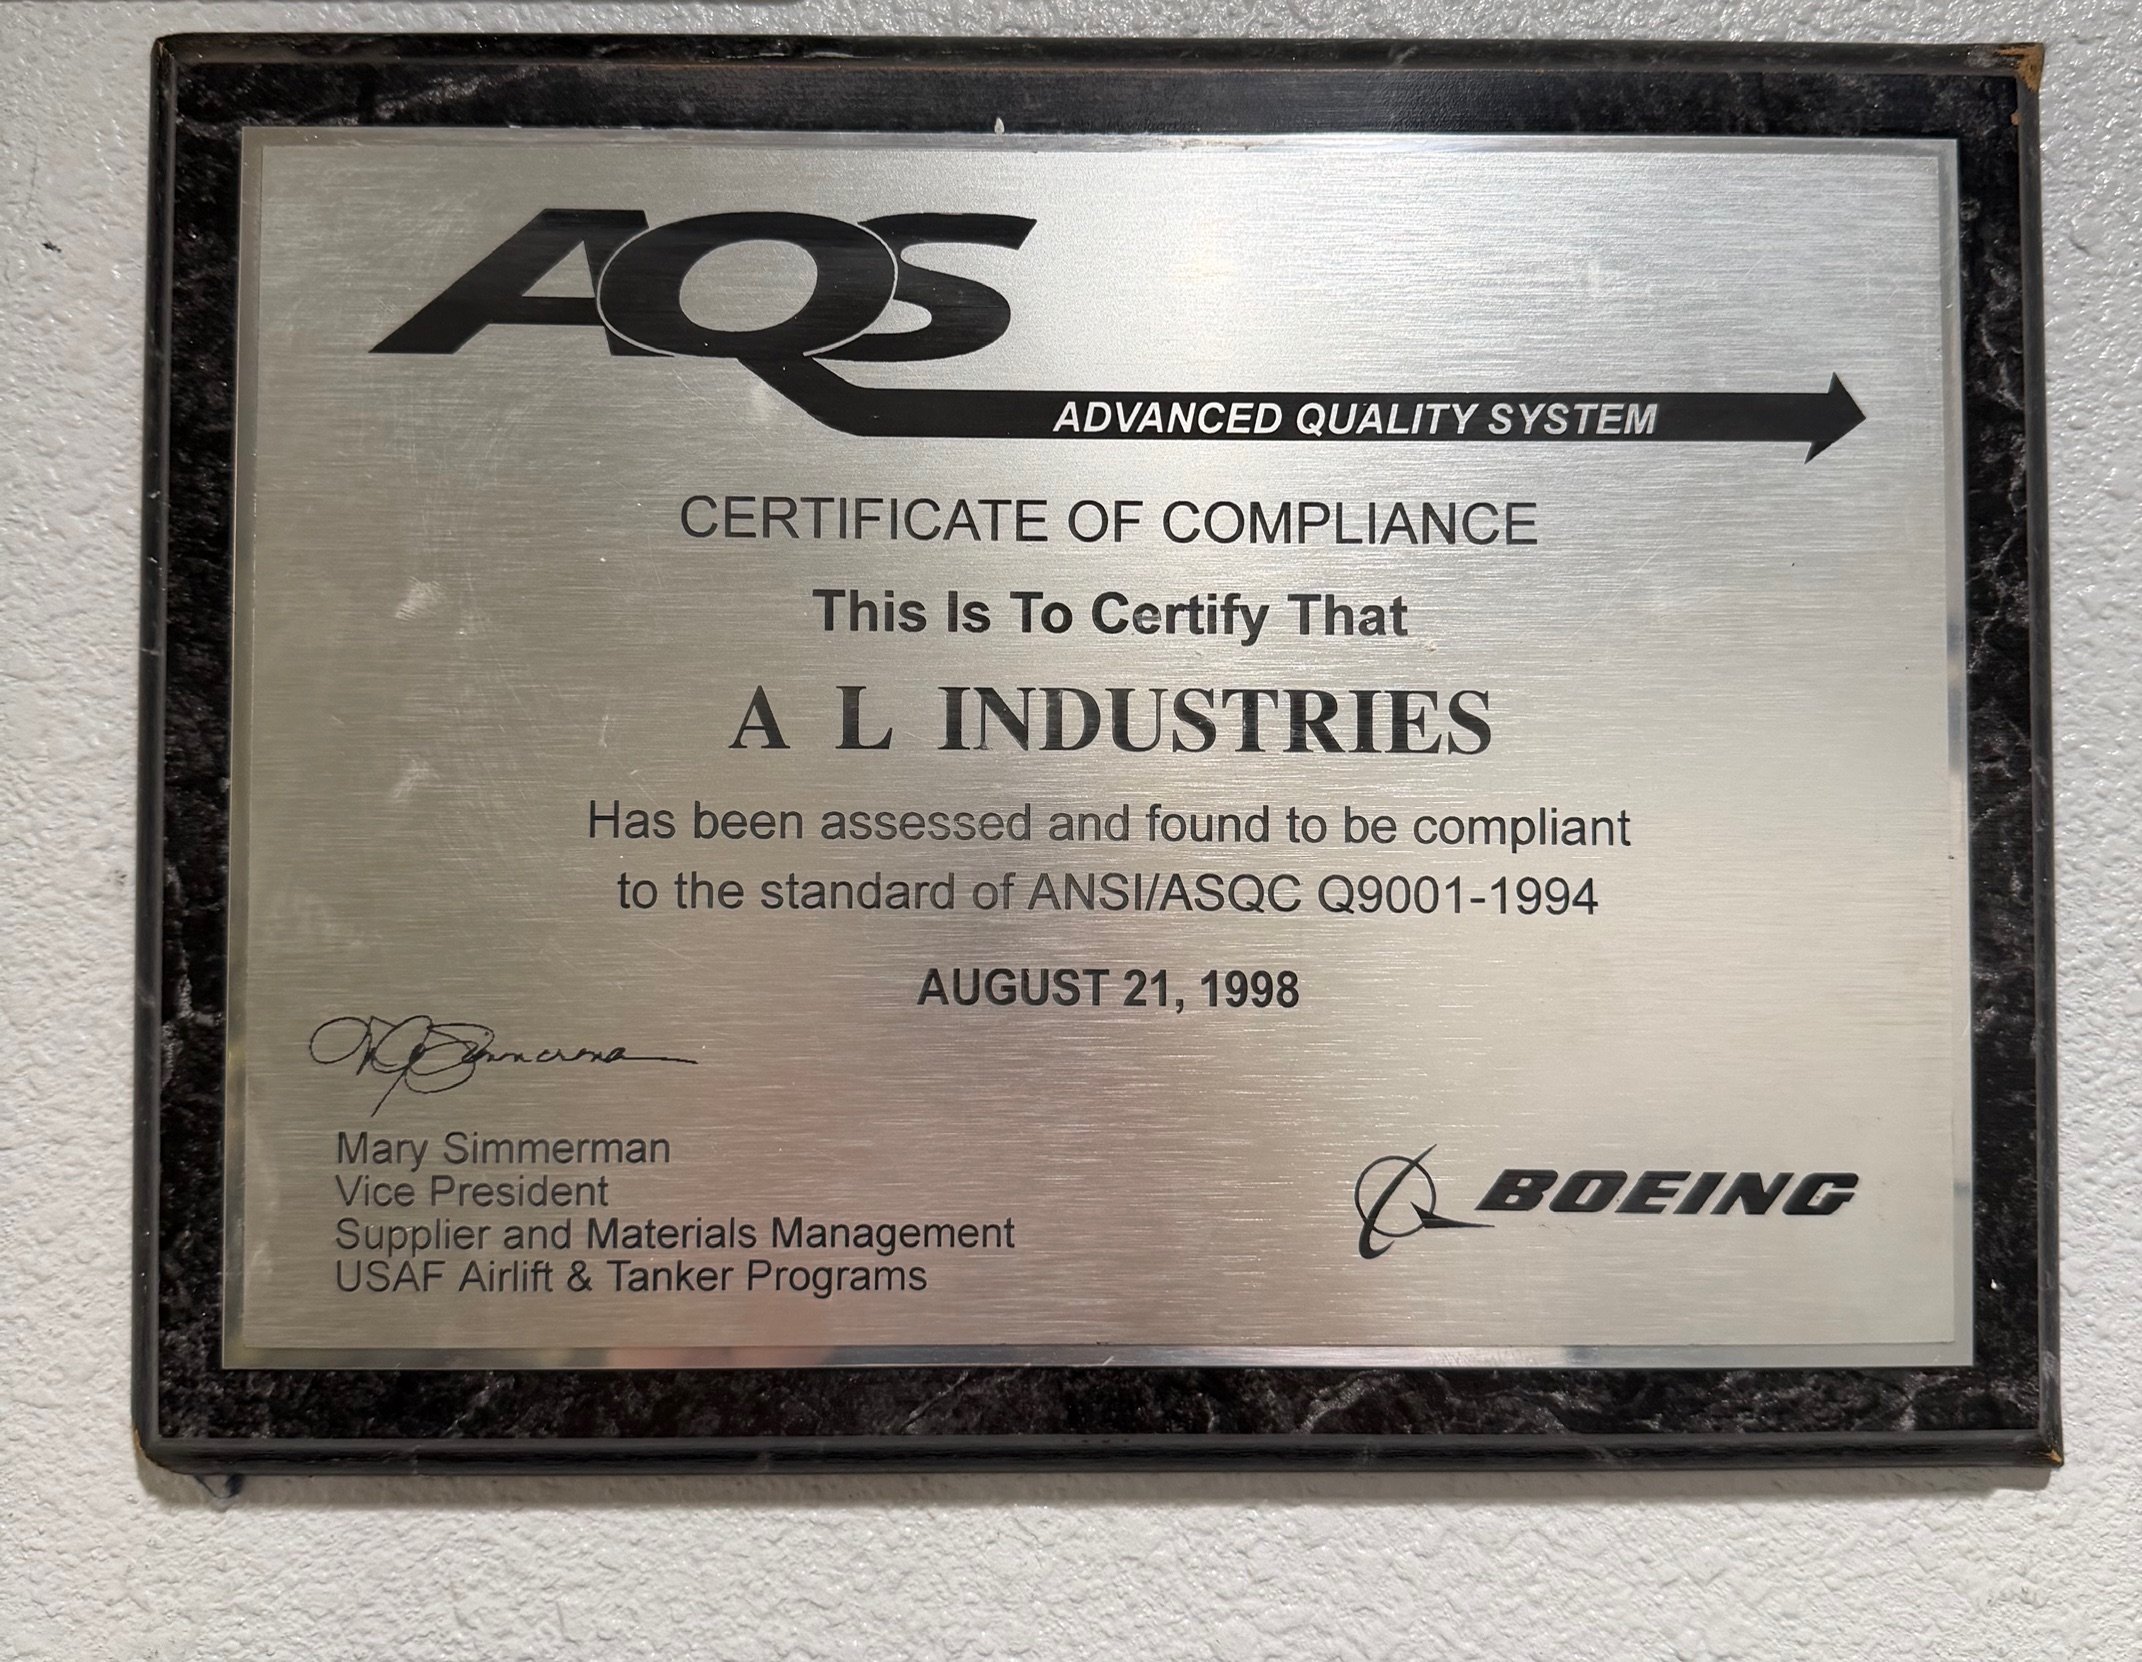 AQS
ADVANCED QUALITY SYSTEM
CERTIFICATE OF COMPLIANCE
This Is To Certify That
A L INDUSTRIES
Has been assessed and found to be compliant
to the standard of ANSI/ASQC Q9001-1994
AUGUST 21, 1998
Mary Simmerman
Vice President
Supplier and Materials Management
USAF Airlift & Tanker Programs
BOEING